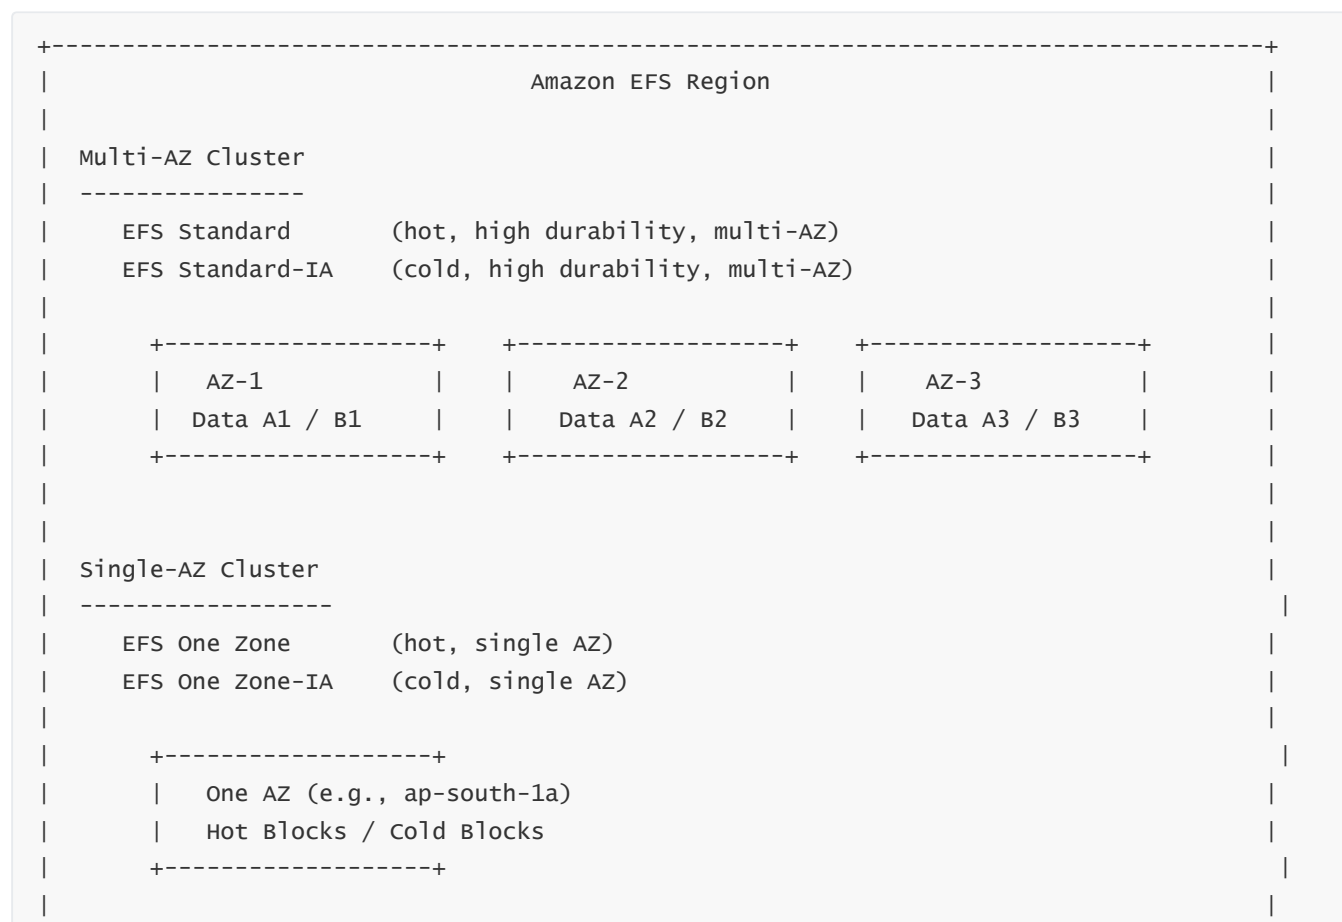 +--------------------------------------------------------------------------------------+
|                                  Amazon EFS Region                                   |
|                                                                                      |
|  Multi-AZ Cluster                                                                    |
|  ----------------                                                                    |
|     EFS Standard       (hot, high durability, multi-AZ)                              |
|     EFS Standard-IA    (cold, high durability, multi-AZ)                             |
|                                                                                      |
|       +-------------------+    +-------------------+    +-------------------+        |
|       |   AZ-1            |    |    AZ-2           |    |    AZ-3           |        |
|       |  Data A1 / B1     |    |   Data A2 / B2    |    |   Data A3 / B3    |        |
|       +-------------------+    +-------------------+    +-------------------+        |
|                                                                                      |
|                                                                                      |
|  Single-AZ Cluster                                                                   |
|  ------------------                                                                   |
|     EFS One Zone       (hot, single AZ)                                              |
|     EFS One Zone-IA    (cold, single AZ)                                             |
|                                                                                      |
|       +-------------------+                                                           |
|       |   One AZ (e.g., ap-south-1a)                                                 |
|       |   Hot Blocks / Cold Blocks                                                   |
|       +-------------------+                                                           |
|                                                                                      |